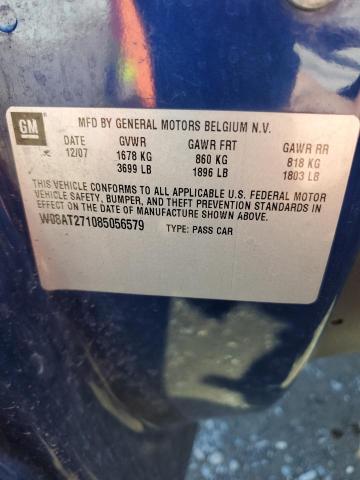 GM
MFD BY GENERAL MOTORS BELGIUM N.V.
DATE GVWR GAWR FRT GAWR RR
12/07 1678 KG 860 KG 818 KG
3699 LB 1896 LB 1803 LB
THIS VEHICLE CONFORMS TO ALL APPLICABLE U.S. FEDERAL MOTOR
VEHICLE SAFETY, BUMPER, AND THEFT PREVENTION STANDARDS IN
EFFECT ON THE DATE OF MANUFACTURE SHOWN ABOVE.
W08AT271085056579 TYPE: PASS CAR